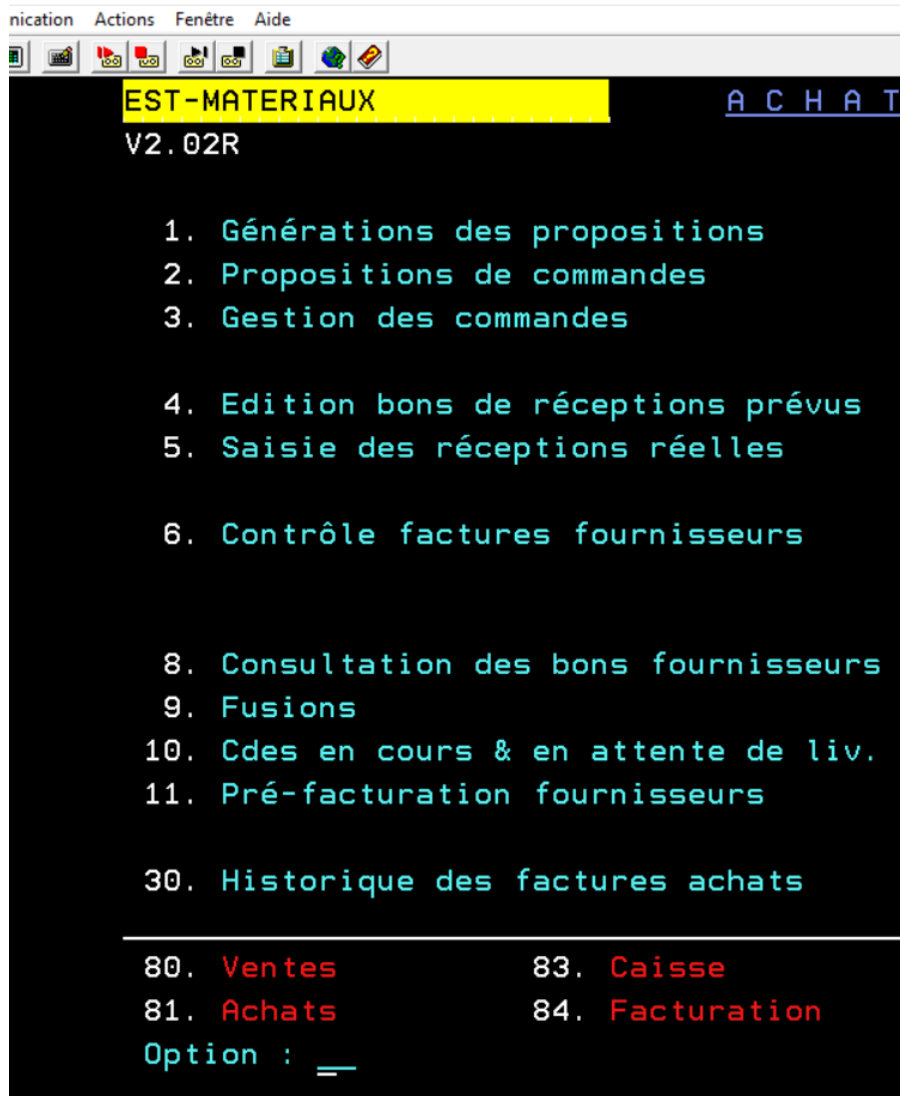 nication Actions Fenêtre Aide
EST-MATERIAUX A C H A T
V2.02R
1. Générations des propositions
2. Propositions de commandes
3. Gestion des commandes
4. Edition bons de réceptions prévus
5. Saisie des réceptions réelles
6. Contrôle factures fournisseurs
8. Consultation des bons fournisseurs
9. Fusions
10. Cdes en cours & en attente de liv.
11. Pré-facturation fournisseurs
30. Historique des factures achats
80. Ventes 83. Caisse
81. Achats 84. Facturation
Option : __